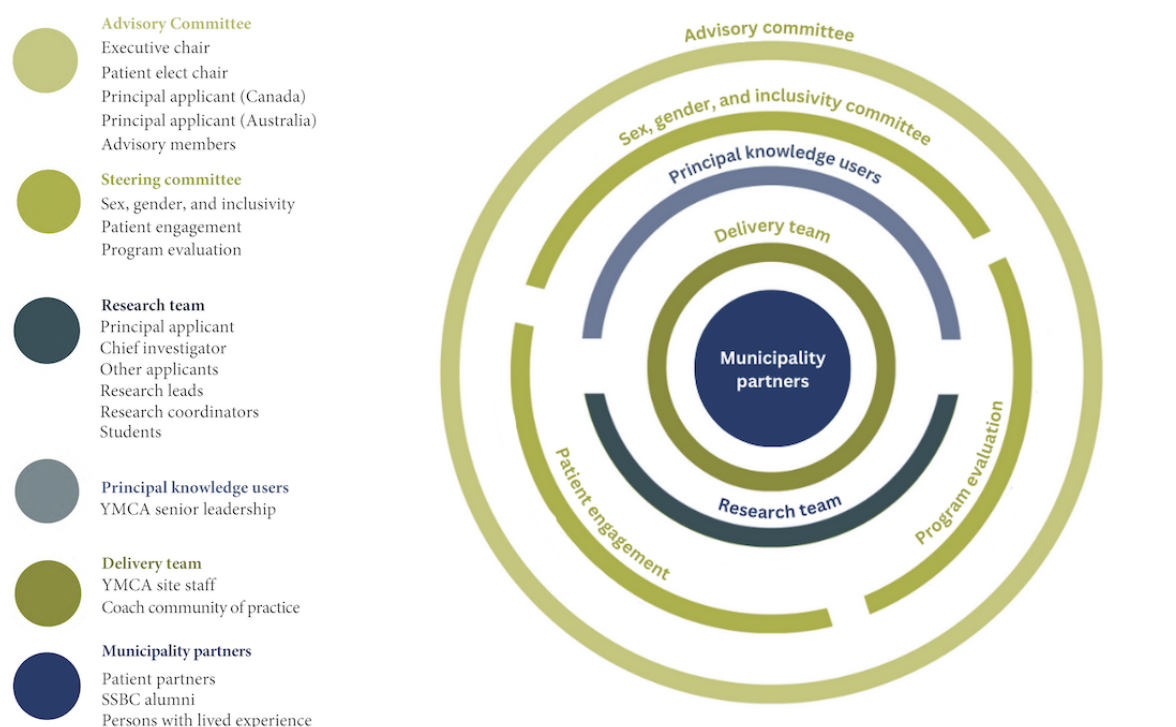 Advisory Committee
Executive chair
Patient elect chair
Principal applicant (Canada)
Principal applicant (Australia)
Advisory members
Steering committee
Sex, gender, and inclusivity
Patient engagement
Program evaluation
Research team
Principal applicant
Chief investigator
Other applicants
Research leads
Research coordinators
Students
Principal knowledge users
YMCA senior leadership
Delivery team
YMCA site staff
Coach community of practice
Municipality partners
Patient partners
SSBC alumni
Persons with lived experience
Advisory committee
Sex, gender, and inclusivity committee
Principal knowledge users
Delivery team
Municipality
partners
Research team
Patient engagement
Program evaluation